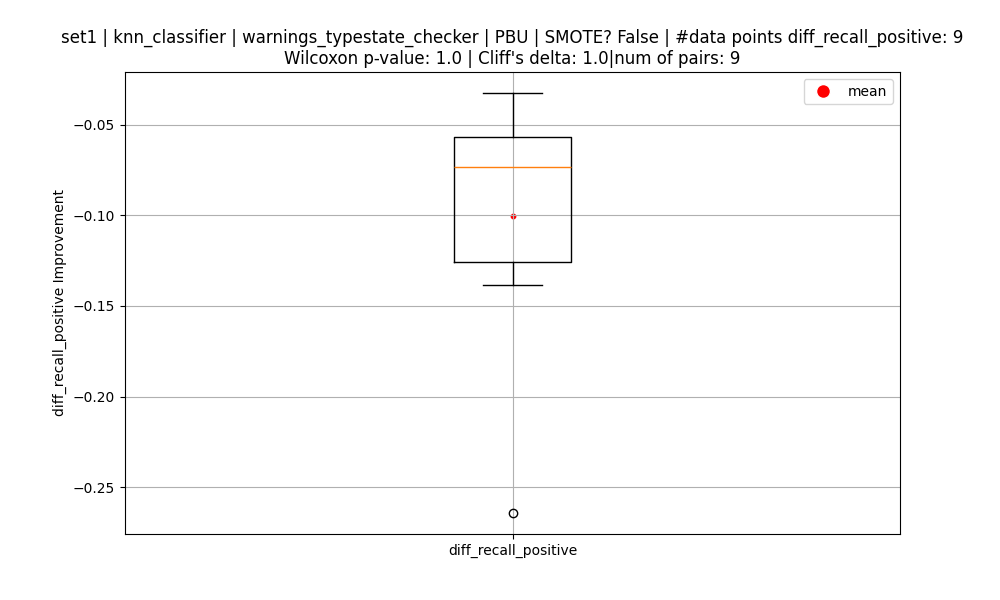 set1 | knn_classifier | warnings_typestate_checker | PBU | SMOTE? False | #data points diff_recall_positive: 9
Wilcoxon p-value: 1.0 | Cliff's delta: 1.0|num of pairs: 9
mean
−0.05
−0.10
−0.15
−0.20
−0.25
diff_recall_positive Improvement
diff_recall_positive